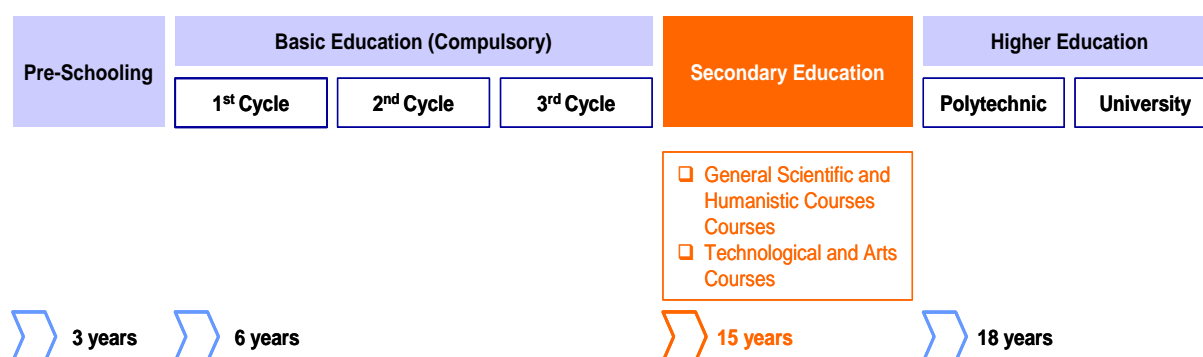 Pre-Schooling
Basic Education (Compulsory)
1st Cycle
2nd Cycle
3rd Cycle
Secondary Education
Higher Education
Polytechnic
University
❑ General Scientific and
Humanistic Courses
Courses
❑ Technological and Arts
Courses
3 years
6 years
15 years
18 years